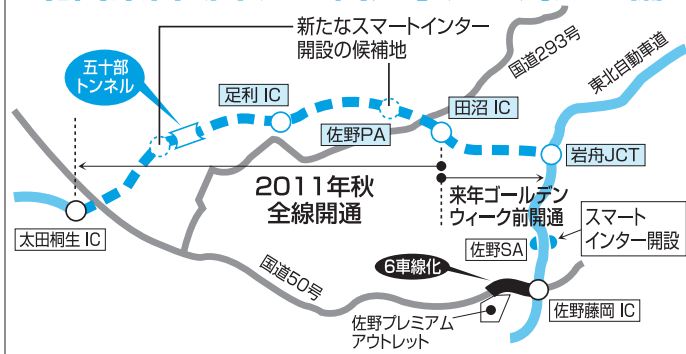 新たなスマートインター
開設の候補地
国道293号
東北自動車道
五十部
トンネル
足利 IC
田沼 IC
佐野PA
岩舟JCT
2011年秋
全線開通
来年ゴールデン
ウィーク前開通
太田桐生 IC
スマート
インター開設
佐野SA
6車線化
国道50号
佐野藤岡 IC
佐野プレミアム
アウトレット